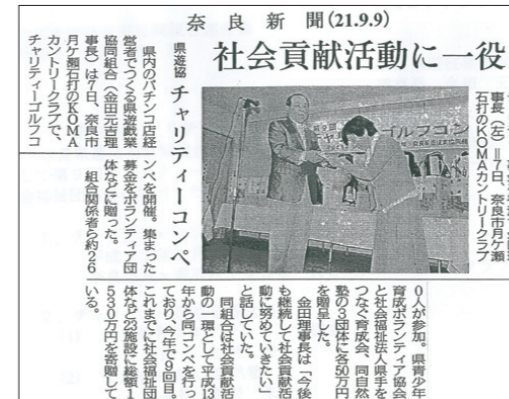 奈良新聞(21.9.9)
社会貢献活動に一役
県遊協
チャリティーコンペ
事長(左)=7日、奈良市月ケ瀬
石打のKOMAカントリークラブ
ゴルフコン
県内のパチンコ店経
営者でつくる県遊戯業
協同組合(金田元吉理
事長)は7日、奈良市
月ケ瀬石打のKOMA
カントリークラブで、
チャリティーゴルフコ
ンペを開催。集まった
募金をボランティア団
体などに贈った。
組合関係者ら約26
0人が参加。県青少年
育成ボランティア協会
と社会福祉法人県手を
つなぐ育成会、同自然
塾の3団体に各50万円
を贈呈した。
金田理事長は「今後
も継続して社会貢献活
動に努めていきたい」
と話していた。
同組合は社会貢献活
動の一環として平成13
年から同コンペを行っ
ており、今年で9回目。
これまでに社会福祉団
体など23施設に総額1
530万円を寄贈して
いる。